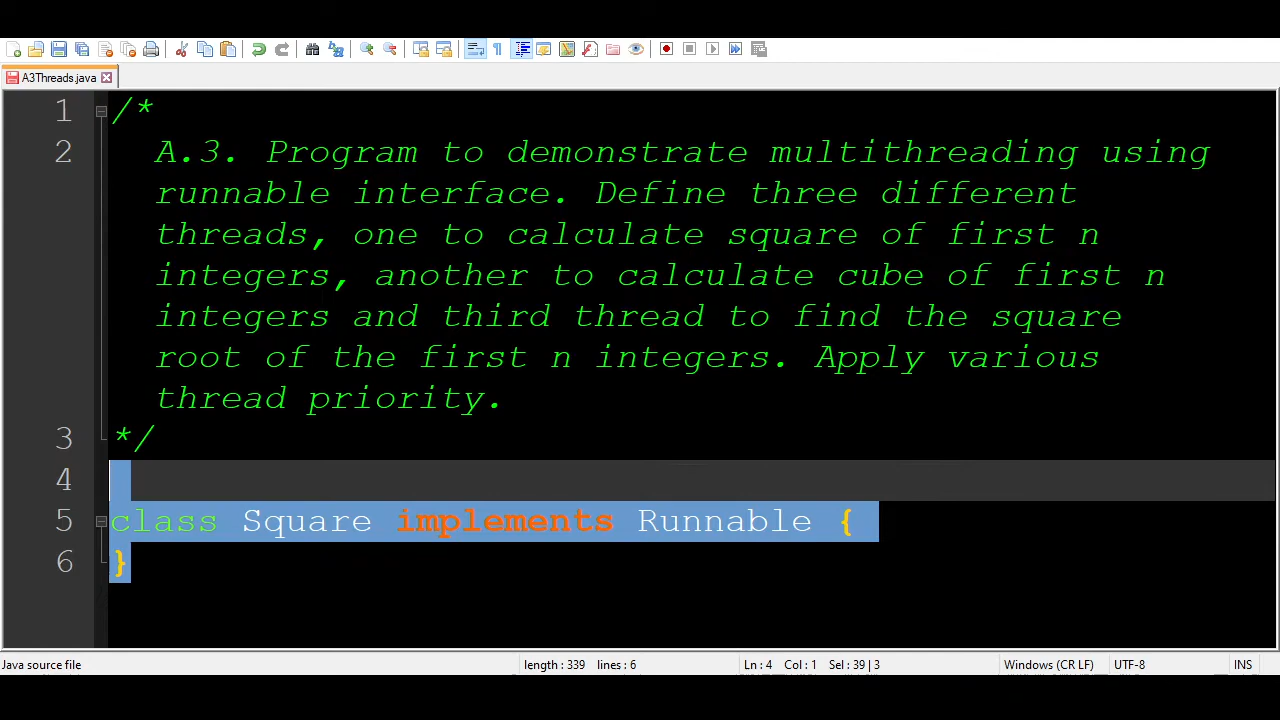 A3Threads.java
1 /*
2 A.3. Program to demonstrate multithreading using
runnable interface. Define three different
threads, one to calculate square of first n
integers, another to calculate cube of first n
integers and third thread to find the square
root of the first n integers. Apply various
thread priority.
3 */
4
5 class Square implements Runnable {
6 }
Java source file length : 339 lines : 6 Ln : 4 Col : 1 Sel : 39 | 3 Windows (CR LF) UTF-8 INS